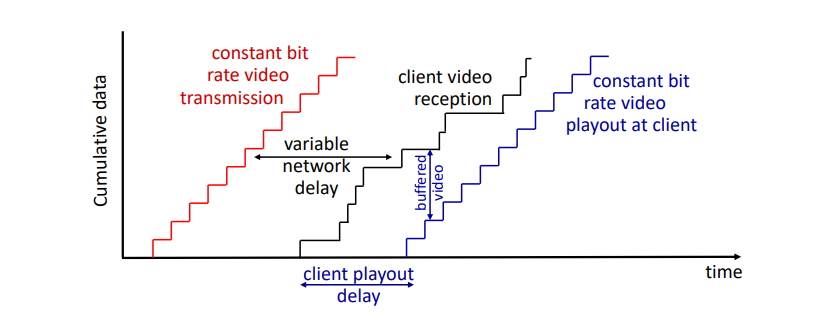 constant bit
rate video
transmission
client video
reception
constant bit
rate video
playout at client
variable
network
delay
buffered
video
Cumulative data
time
client playout
delay